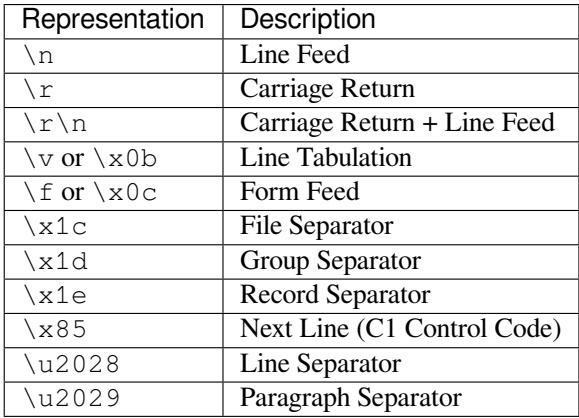 Representation Description
\n Line Feed
\r Carriage Return
\r\n Carriage Return + Line Feed
\v or \x0b Line Tabulation
\f or \x0c Form Feed
\x1c File Separator
\x1d Group Separator
\x1e Record Separator
\x85 Next Line (C1 Control Code)
\u2028 Line Separator
\u2029 Paragraph Separator